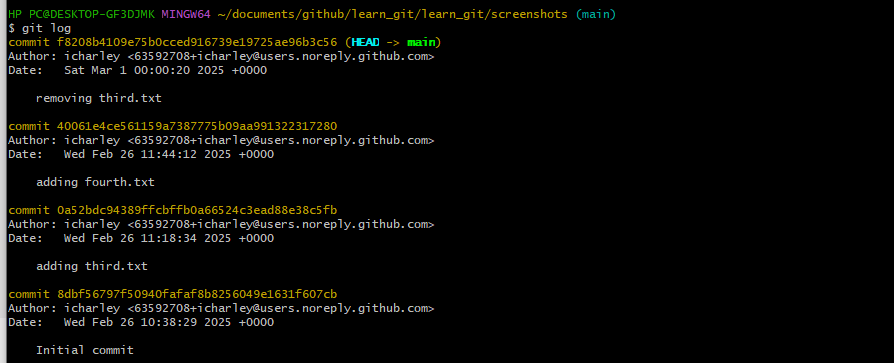 HP PC@DESKTOP-GF3DJMK MINGW64 ~/documents/github/learn_git/learn_git/screenshots (main)
$ git log
commit f8208b4109e75b0cced916739e19725ae96b3c56 (HEAD -> main)
Author: icharley <63592708+icharley@users.noreply.github.com>
Date:   Sat Mar 1 00:00:20 2025 +0000
    removing third.txt
commit 40061e4ce561159a7387775b09aa991322317280
Author: icharley <63592708+icharley@users.noreply.github.com>
Date:   Wed Feb 26 11:44:12 2025 +0000
    adding fourth.txt
commit 0a52bdc94389ffcbffb0a66524c3ead88e38c5fb
Author: icharley <63592708+icharley@users.noreply.github.com>
Date:   Wed Feb 26 11:18:34 2025 +0000
    adding third.txt
commit 8dbf56797f50940fafaf8b8256049e1631f607cb
Author: icharley <63592708+icharley@users.noreply.github.com>
Date:   Wed Feb 26 10:38:29 2025 +0000
    Initial commit